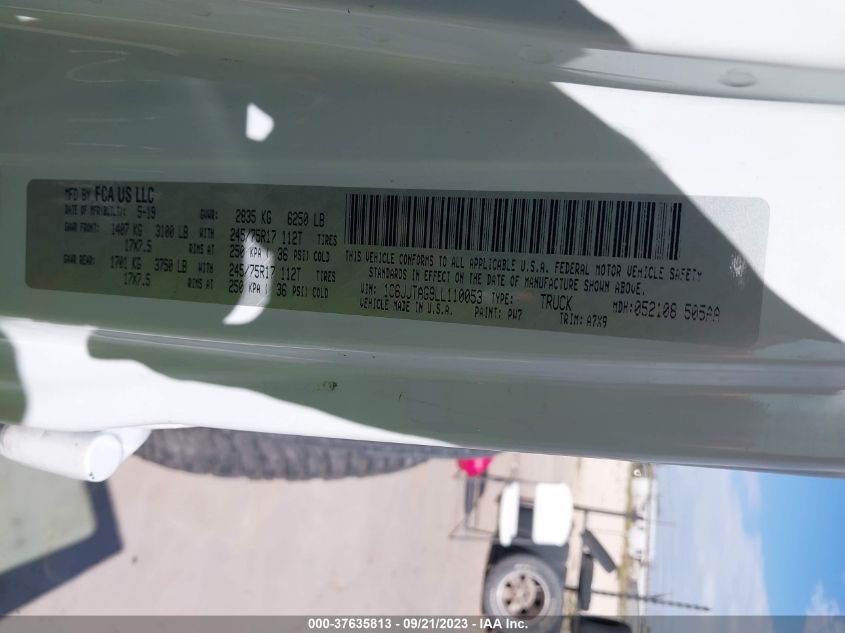 MFD BY FCA US LLC
DATE OF MFR(BUILT): 5-19 GVWR: 2835 KG 6250 LB
GAWR FRONT: 1407 KG 3100 LB WITH 245/75R17 112T TIRES
17X7.5 RIMS AT 250 KPA ( 36 PSI) COLD
GAWR REAR: 1701 KG 3750 LB WITH 245/75R17 112T TIRES
17X7.5 RIMS AT 250 KPA ( 36 PSI) COLD
THIS VEHICLE CONFORMS TO ALL APPLICABLE U.S.A. FEDERAL MOTOR VEHICLE SAFETY
STANDARDS IN EFFECT ON THE DATE OF MANUFACTURE SHOWN ABOVE.
VIN: 1C6JJTAG9LL110053 TYPE: TRUCK MDH: 052108 505AA
VEHICLE MADE IN U.S.A. PAINT: PW7 TRIM: A7X9
000-37635813 - 09/21/2023 - IAA Inc.